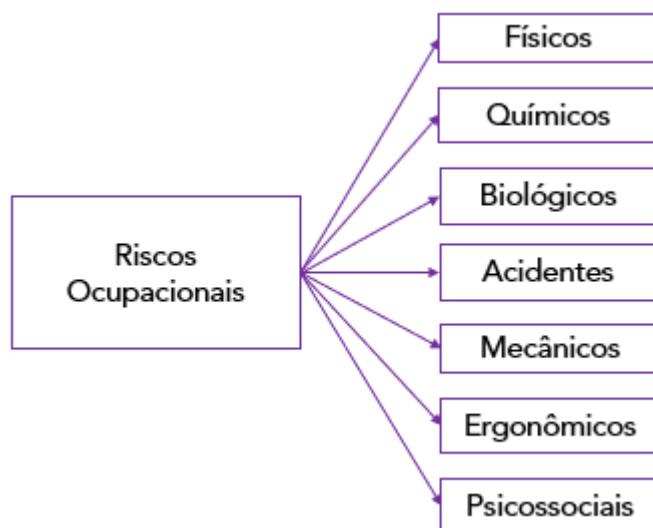 Riscos
Ocupacionais
Físicos
Químicos
Biológicos
Acidentes
Mecânicos
Ergonômicos
Psicossociais